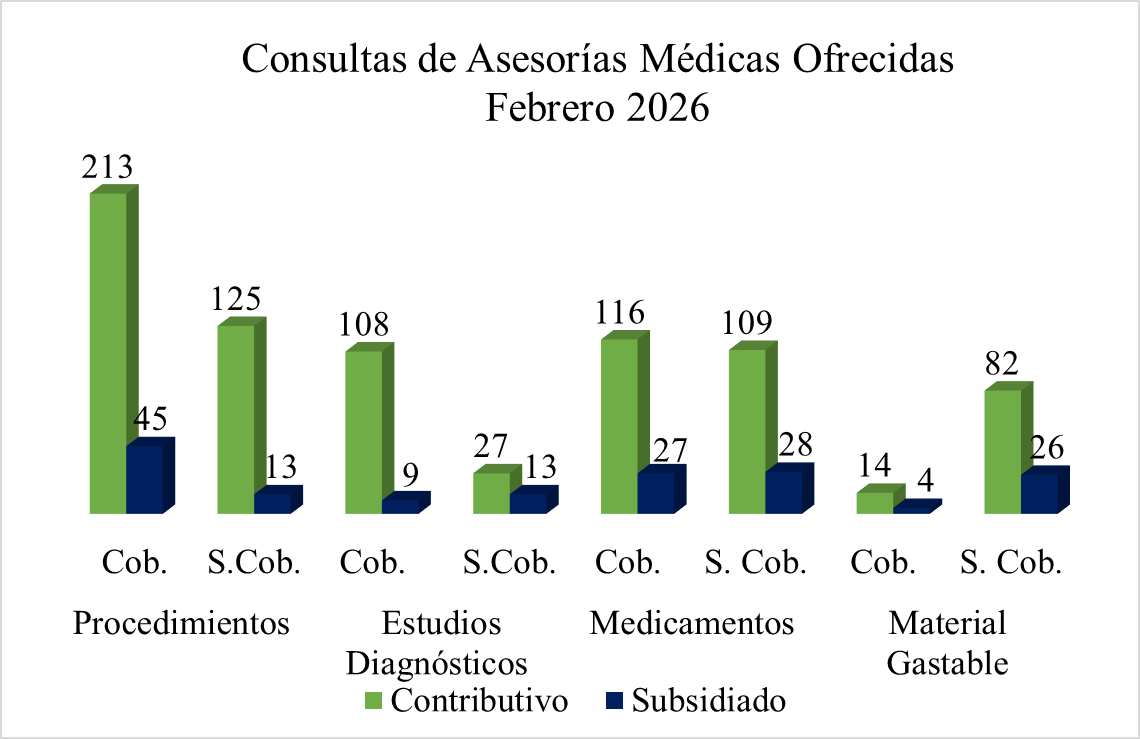 Consultas de Asesorías Médicas Ofrecidas
Febrero 2026
213
45
125
13
108
9
27
13
116
27
109
28
14
4
82
26
Cob. S.Cob. Cob. S.Cob. Cob. S. Cob. Cob. S. Cob.
Procedimientos Estudios Medicamentos Material
Diagnósticos Gastable
Contributivo Subsidiado